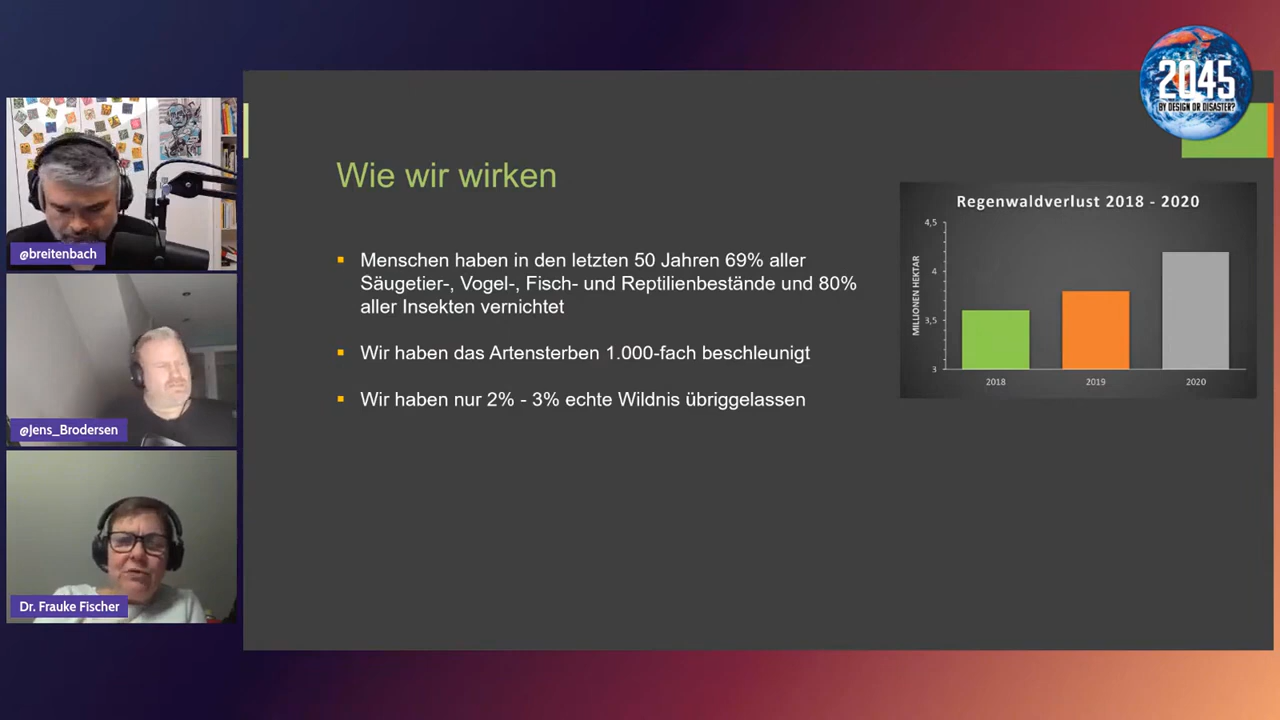 2045
BY DESIGN OR DISASTER?
@breitenbach
@Jens_Brodersen
Dr. Frauke Fischer
Wie wir wirken
Menschen haben in den letzten 50 Jahren 69% aller
Säugetier-, Vogel-, Fisch- und Reptilienbestände und 80%
aller Insekten vernichtet
Wir haben das Artensterben 1.000-fach beschleunigt
Wir haben nur 2% - 3% echte Wildnis übriggelassen
Regenwaldverlust 2018 - 2020
MILLIONEN HEKTAR
4,5
4
3,5
3
2018 2019 2020